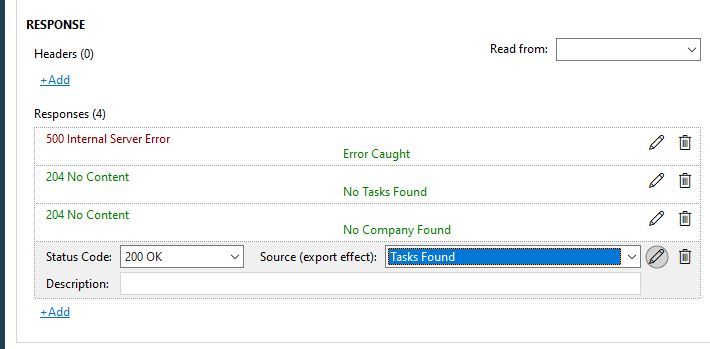 RESPONSE
Headers (0)
Read from:
+Add
Responses (4)
500 Internal Server Error
Error Caught
204 No Content
No Tasks Found
204 No Content
No Company Found
Status Code: 200 OK Source (export effect): Tasks Found
Description:
+Add